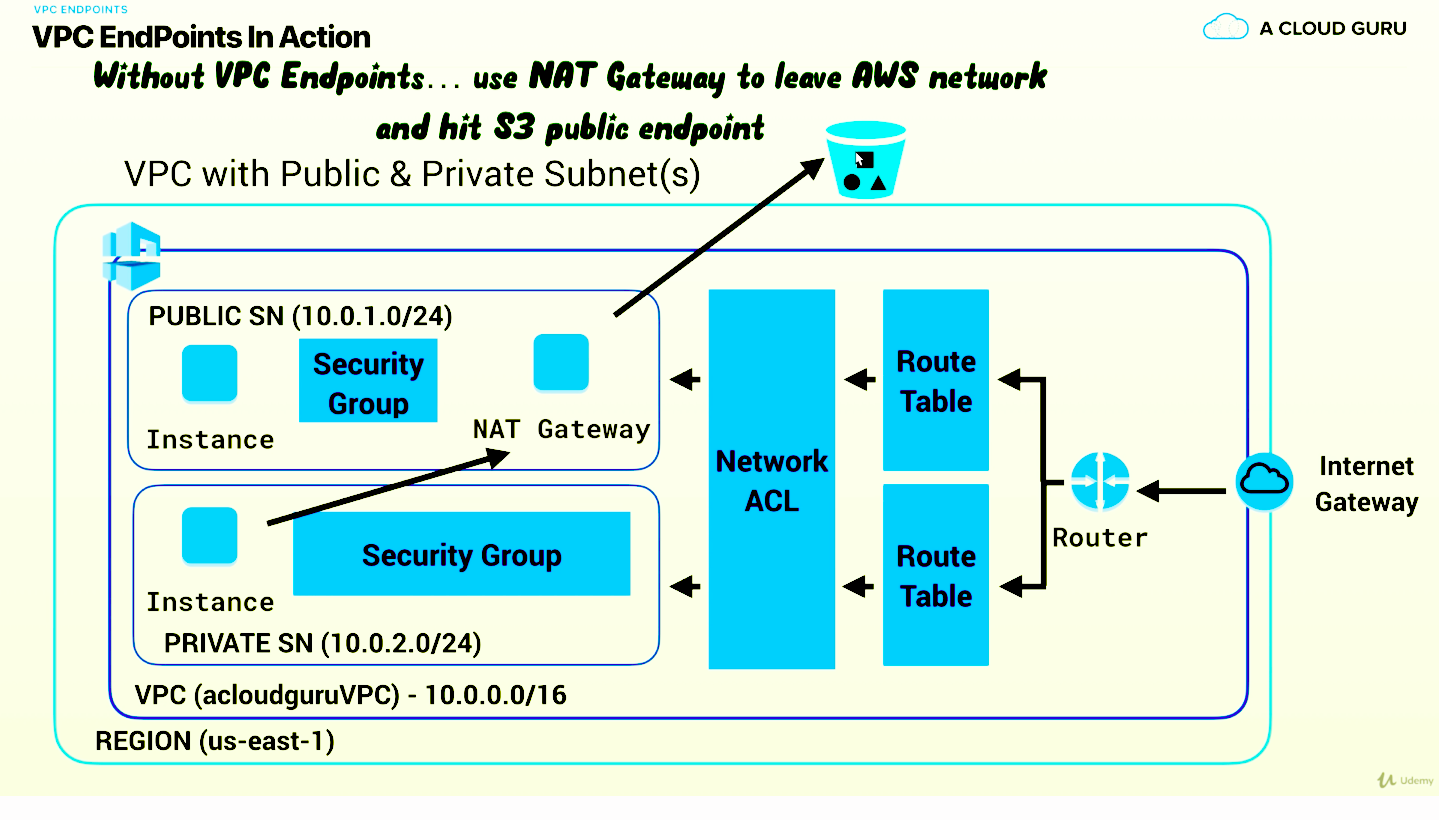 VPC ENDPOINTS
VPC EndPoints In Action
A CLOUD GURU
Without VPC Endpoints... use NAT Gateway to leave AWS network
and hit S3 public endpoint
VPC with Public & Private Subnet(s)
PUBLIC SN (10.0.1.0/24)
Security
Group
Instance
NAT Gateway
Route
Table
Network
ACL
Internet
Gateway
Router
Security Group
Route
Table
Instance
PRIVATE SN (10.0.2.0/24)
VPC (acloudguruVPC) - 10.0.0.0/16
REGION (us-east-1)
Udemy